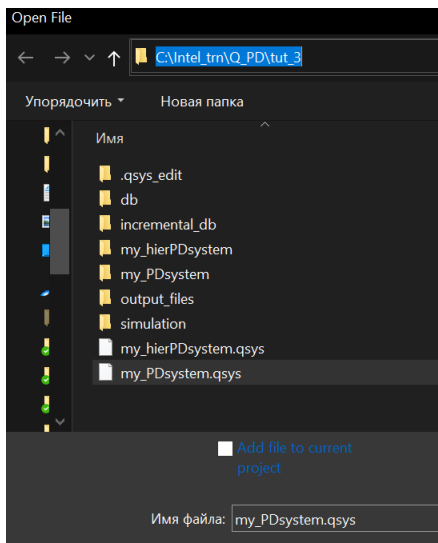 Open File
C:\Intel_trn\Q_PD\tut_3
Упорядочить Новая папка
Имя
.qsys_edit
db
incremental_db
my_hierPDsystem
my_PDsystem
output_files
simulation
my_hierPDsystem.qsys
my_PDsystem.qsys
Add file to current
project
Имя файла: my_PDsystem.qsys